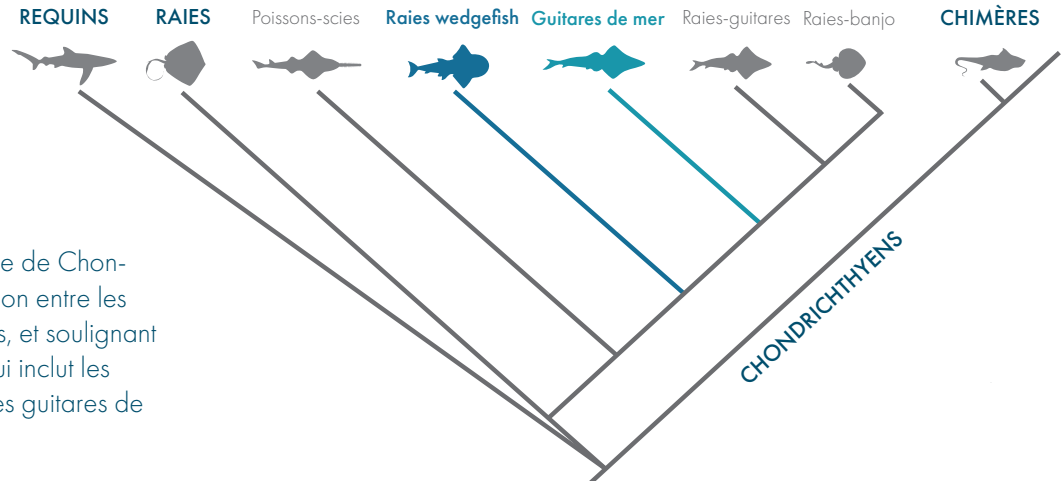 REQUINS RAIES Poissons-scies Raies wedgefish Guitares de mer Raies-guitares Raies-banjo CHIMÈRES
CHONDRICHTHYENS
e de Chon-
on entre les
s, et soulignant
ui inclut les
es guitares de